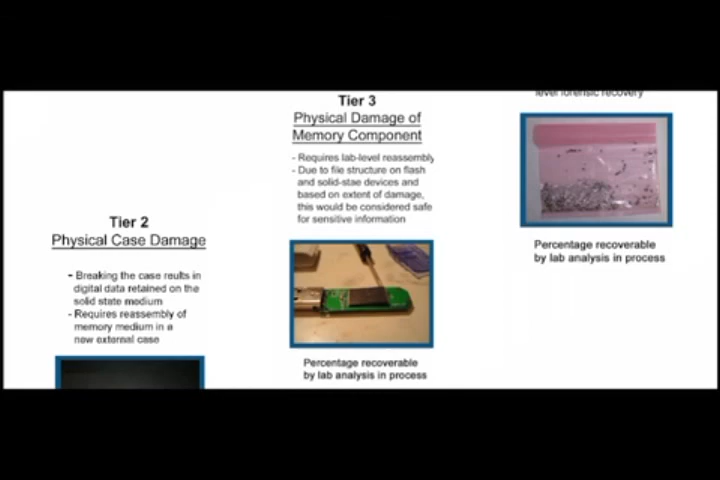 Tier 2
Physical Case Damage
- Breaking the case reults in
digital data retained on the
solid state medium
- Requires reassembly of
memory medium in a
new external case
Tier 3
Physical Damage of
Memory Component
- Requires lab-level reassembly
- Due to file structure on flash
and solid-stae devices and
based on extent of damage,
this would be considered safe
for sensitive information
Percentage recoverable
by lab analysis in process
level forensic recovery
Percentage recoverable
by lab analysis in process